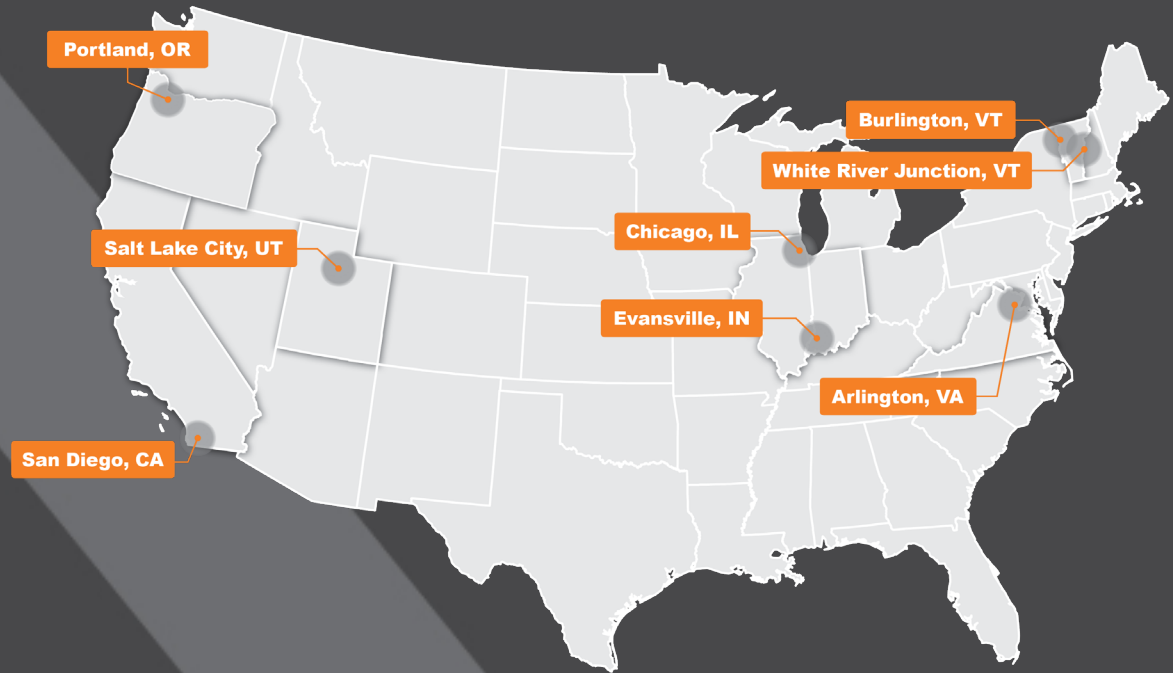 Portland, OR
Burlington, VT
White River Junction, VT
Chicago, IL
Salt Lake City, UT
Evansville, IN
Arlington, VA
San Diego, CA